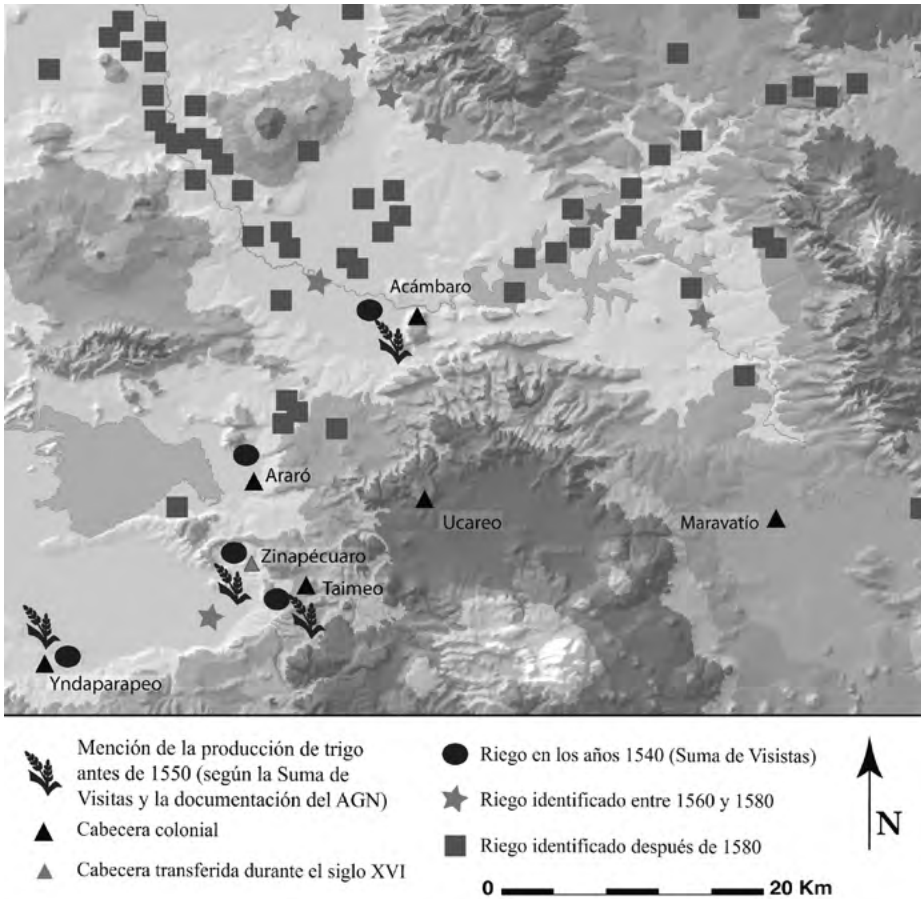 Acámbaro
Araró
Ucareo
Maravatío
Zinapécuaro
Taimeo
Yndaparapeo
Mención de la producción de trigo
antes de 1550 (según la Suma de
Visitas y la documentación del AGN)
Cabecera colonial
Cabecera transferida durante el siglo XVI
Riego en los años 1540 (Suma de Visistas)
Riego identificado entre 1560 y 1580
Riego identificado después de 1580
N
0 20 Km